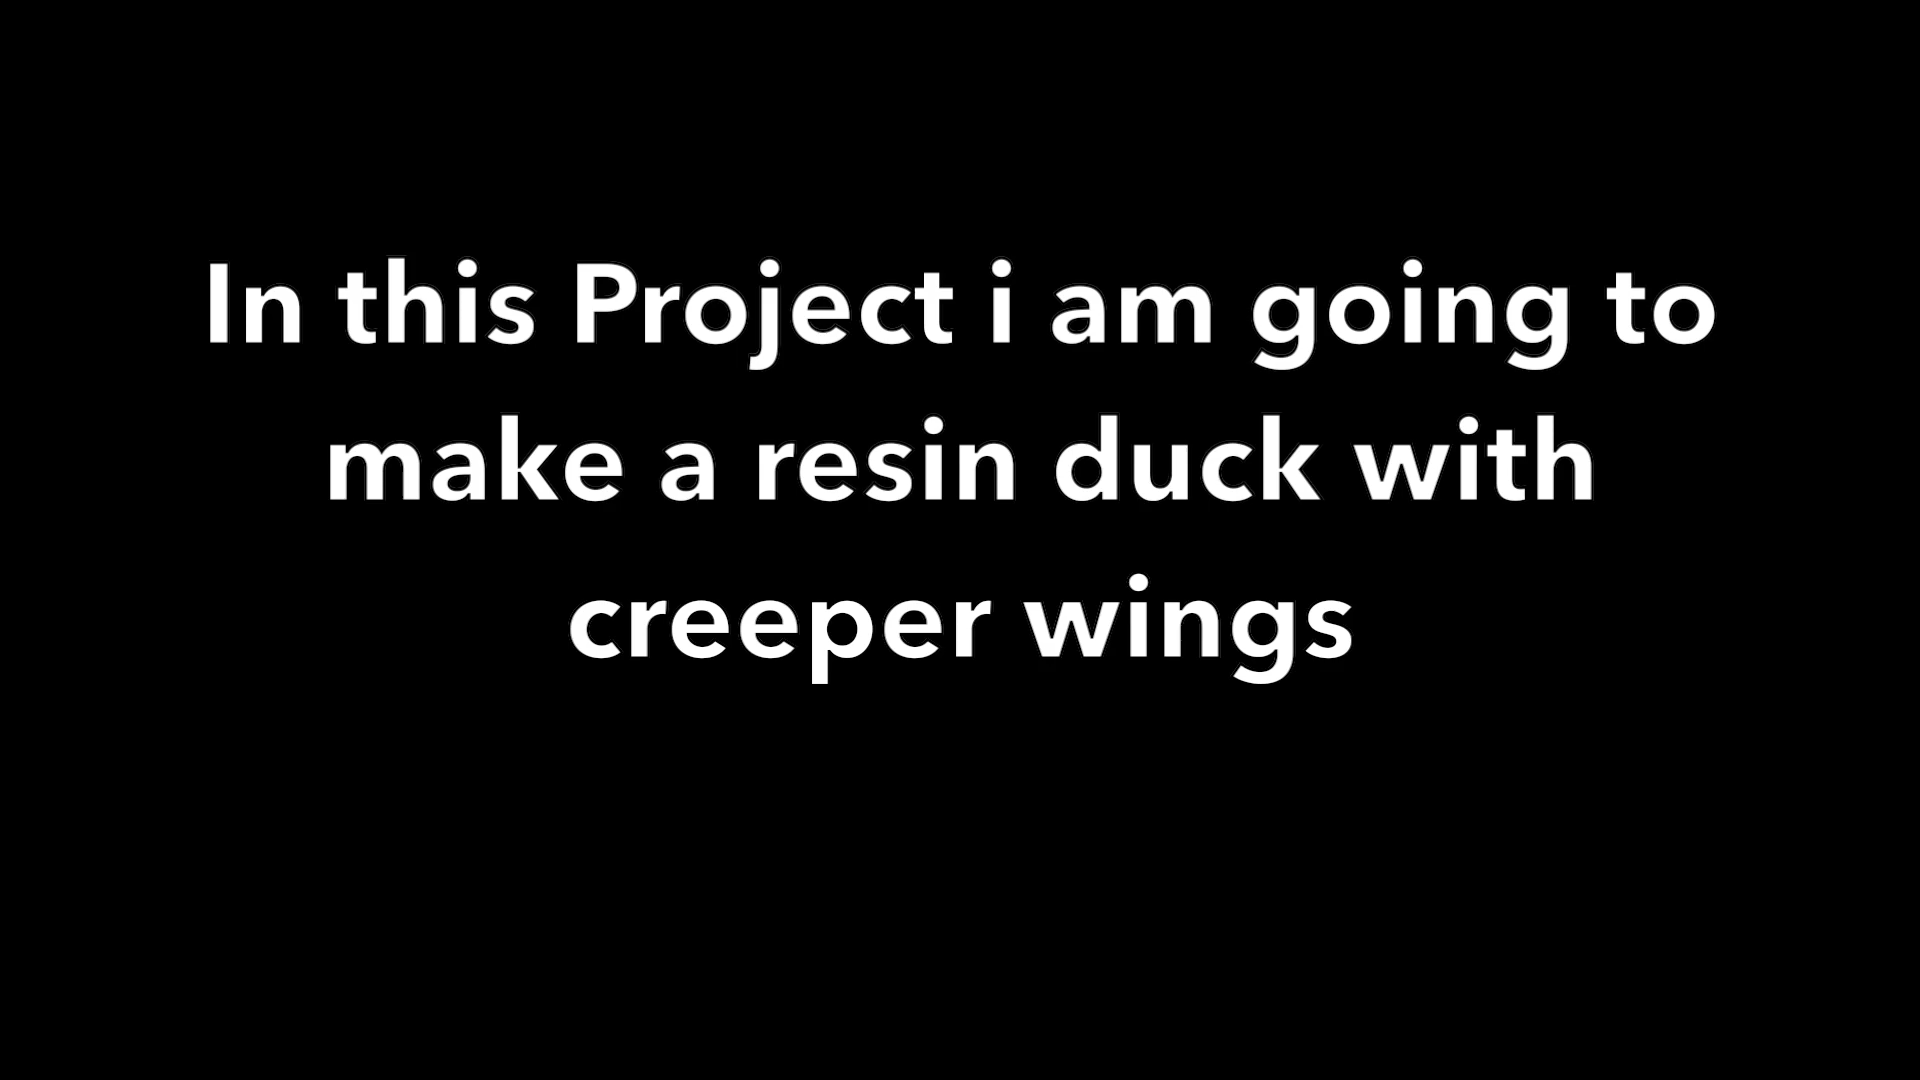 In this Project i am going to
make a resin duck with
creeper wings